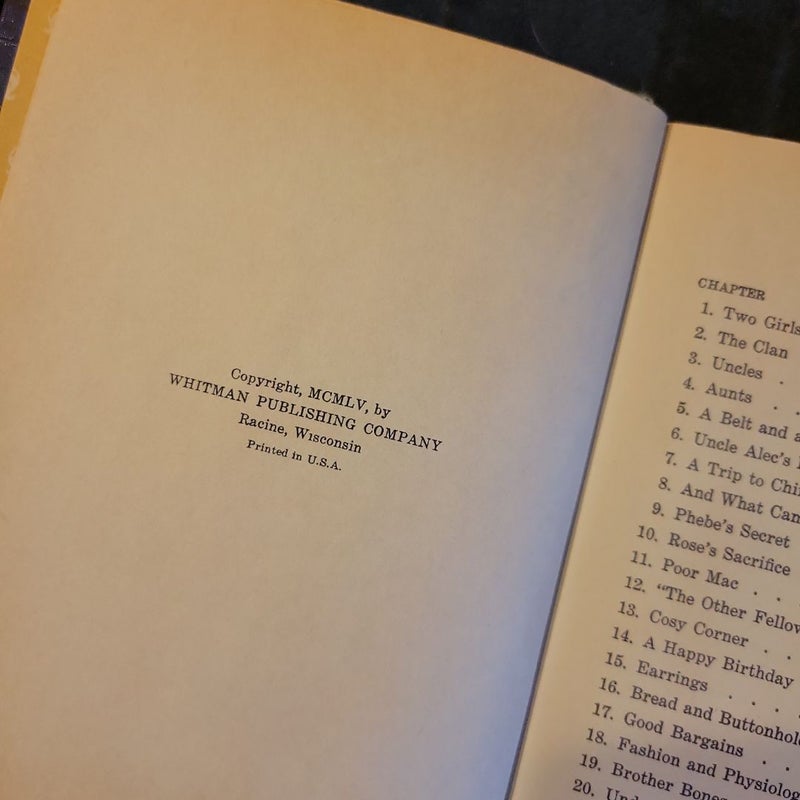 Copyright, MCMLV, by
WHITMAN PUBLISHING COMPANY
Racine, Wisconsin
Printed in U.S.A.
CHAPTER
1. Two Girls
2. The Clan
3. Uncles .
4. Aunts . .
5. A Belt and a
6. Uncle Alec's
7. A Trip to
8. And What
9. Phebe's Secret
10. Rose's Sacrifice
11. Poor Mac . .
12. "The Other
13. Cosy Corner . .
14. A Happy Birthday
15. Earrings . . . .
16. Bread and
17. Good Bargains . .
18. Fashion and
19. Brother Bones
20.